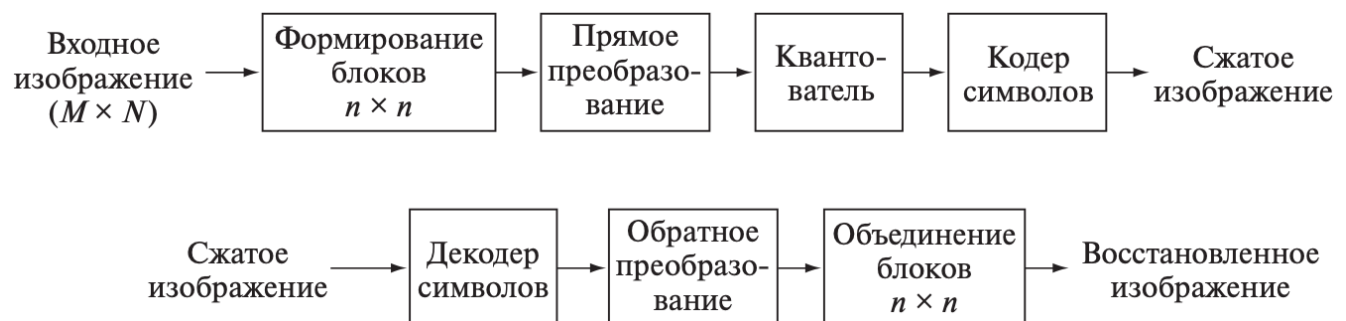 Входное
изображение
(M × N)
Формирование
блоков
n × n
Прямое
преобразо-
вание
Кванто-
ватель
Кодер
символов
Сжатое
изображение
Сжатое
изображение
Декодер
символов
Обратное
преобразо-
вание
Объединение
блоков
n × n
Восстановленное
изображение